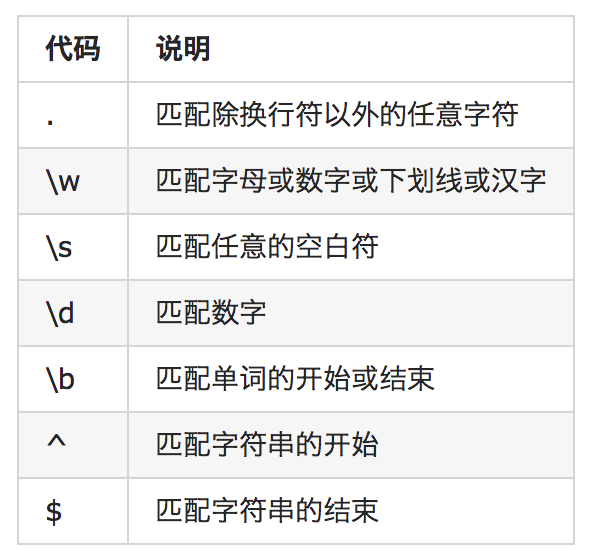 代码 说明
. 匹配除换行符以外的任意字符
\w 匹配字母或数字或下划线或汉字
\s 匹配任意的空白符
\d 匹配数字
\b 匹配单词的开始或结束
^ 匹配字符串的开始
$ 匹配字符串的结束